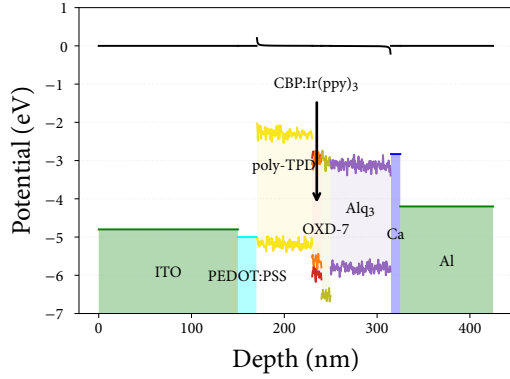 1
0
−1
−2
−3
−4
−5
−6
−7
Potential (eV)
CBP:Ir(ppy)₃
poly-TPD
OXD-7
Alq₃
Ca
ITO
PEDOT:PSS
Al
0
100
200
300
400
Depth (nm)